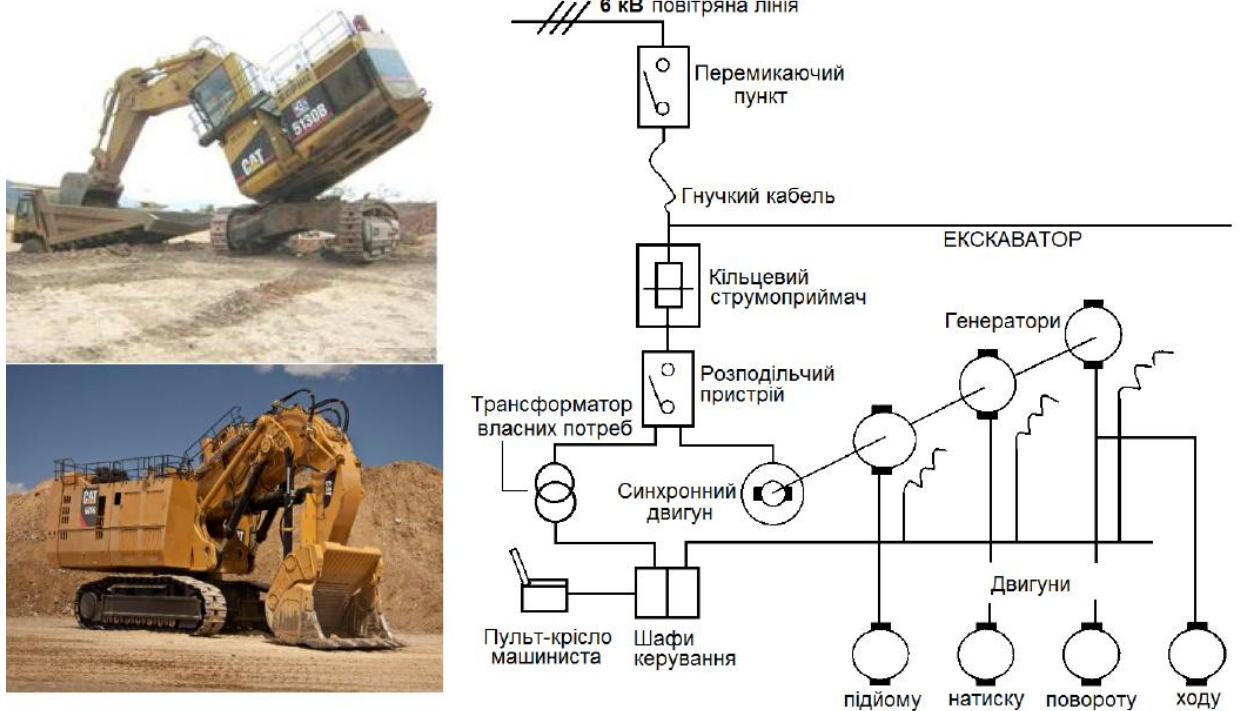 6 кВ повітряна лінія
Перемикаючий
пункт
Гнучкий кабель
ЕКСКАВАТОР
Кільцевий
струмоприймач
Генератори
Розподільчий
пристрій
Трансформатор
власних потреб
Синхронний
двигун
Двигуни
Пульт-крісло
машиниста
Шафи
керування
підйому
натиску
повороту
ходу
5130B
CAT
CAT